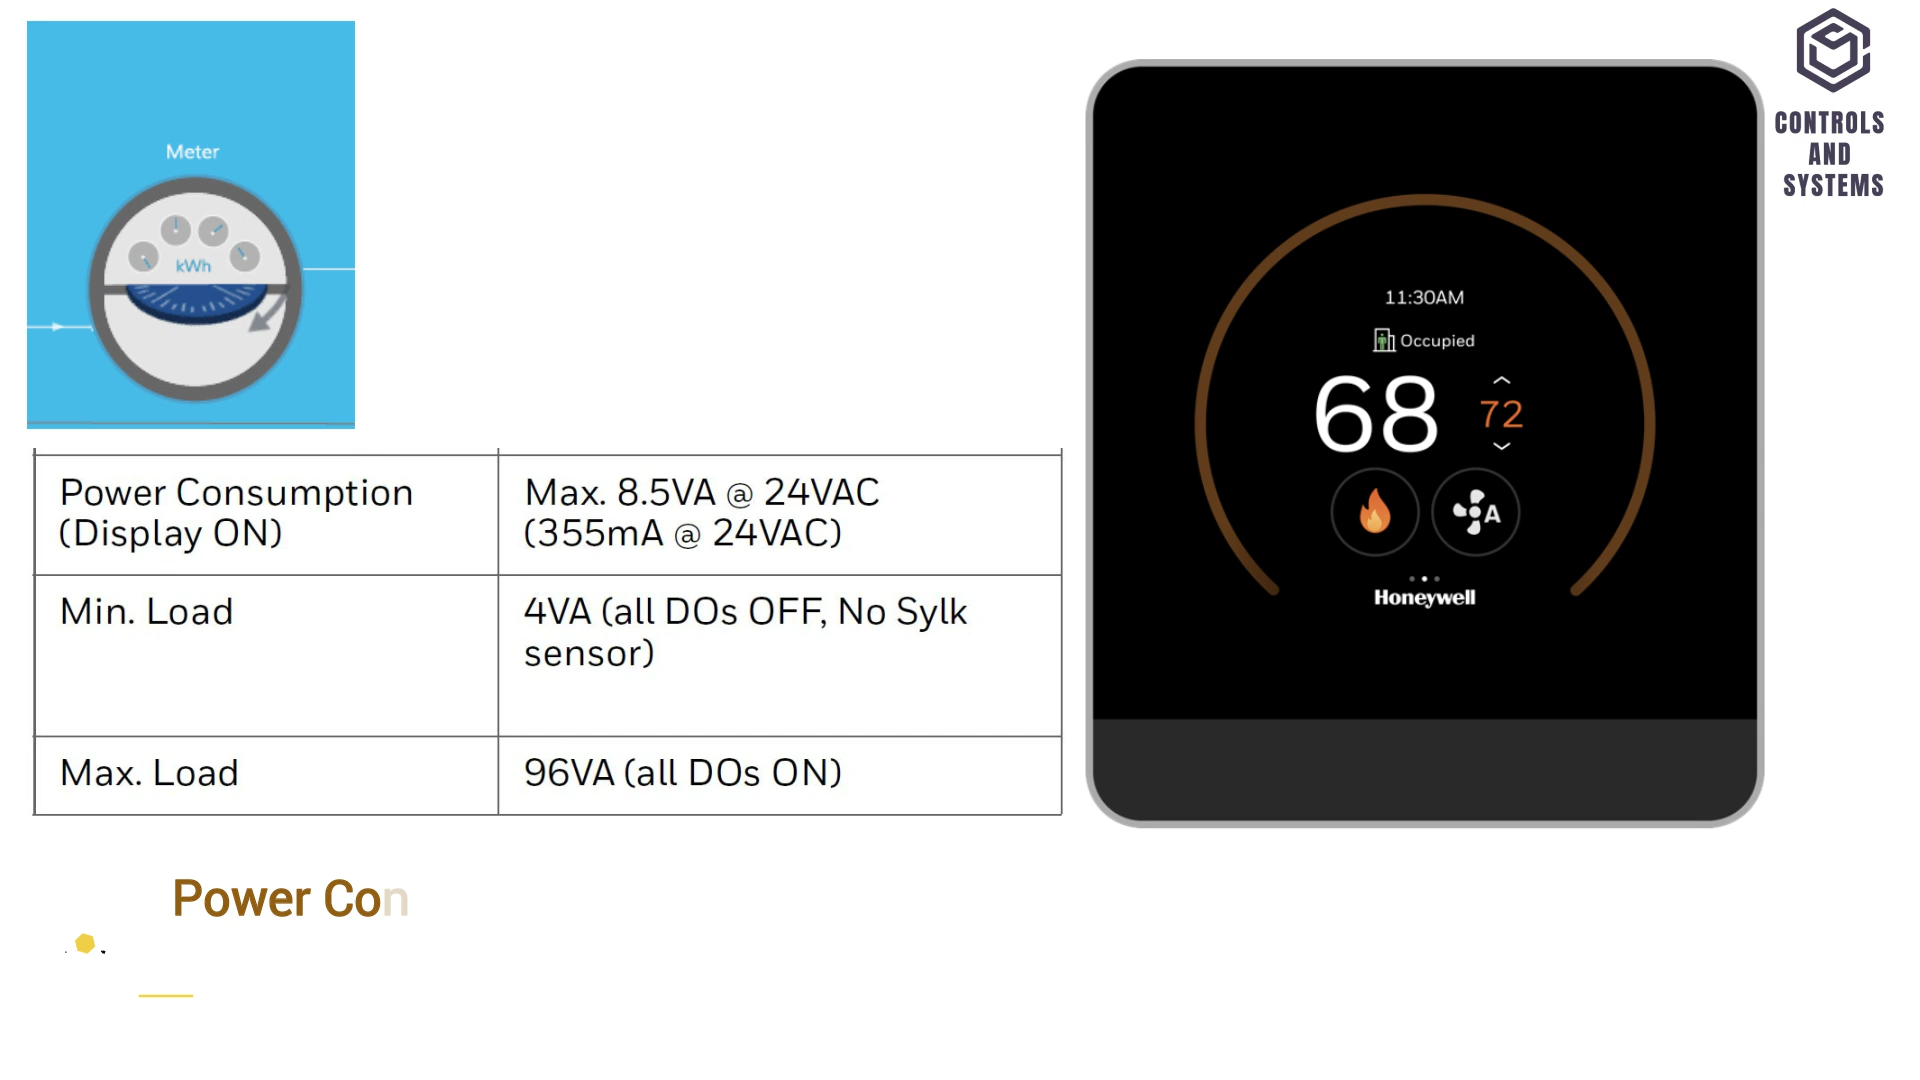 Meter
kWh
Power Consumption
(Display ON)
Max. 8.5VA @ 24VAC
(355mA @ 24VAC)
Min. Load
4VA (all DOs OFF, No Sylk
sensor)
Max. Load
96VA (all DOs ON)
Power Con
11:30AM
Occupied
68
72
A
Honeywell
CONTROLS
AND
SYSTEMS